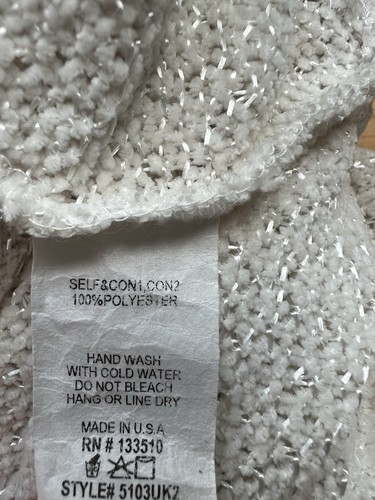 SELF&CON1,CON2
100%POLYESTER
HAND WASH
WITH COLD WATER
DO NOT BLEACH
HANG OR LINE DRY
MADE IN U.S.A
RN # 133510
STYLE# 5103UK2